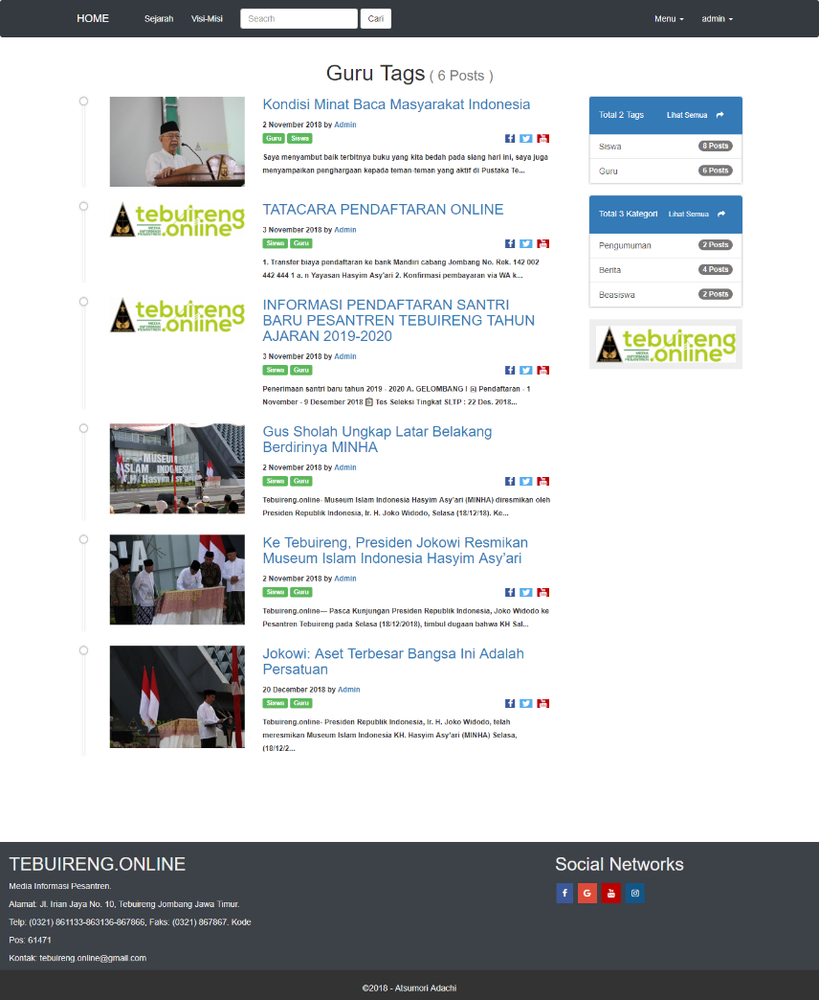 HOME
Sejarah
Visi-Misi
Seacrh
Cari
Menu
admin
Guru Tags ( 6 Posts )
Kondisi Minat Baca Masyarakat Indonesia
2 November 2018 by Admin
Guru Siswa
Saya menyambut baik terbitnya buku yang kita bedah pada siang hari ini, saya juga
menyampaikan penghargaan kepada teman-teman yang aktif di Pustaka Te...
tebuireng
.online
MEDIA
INFORMASI
PESANTREN
TATACARA PENDAFTARAN ONLINE
3 November 2018 by Admin
Siswa Guru
1. Transfer biaya pendaftaran ke bank Mandiri cabang Jombang No. Rek. 142 002
442 444 1 a. n Yayasan Hasyim Asy'ari 2. Konfirmasi pembayaran via WA k...
tebuireng
.online
MEDIA
INFORMASI
PESANTREN
INFORMASI PENDAFTARAN SANTRI
BARU PESANTREN TEBUIRENG TAHUN
AJARAN 2019-2020
3 November 2018 by Admin
Siswa Guru
Penerimaan santri baru tahun 2019 - 2020 A. GELOMBANG I Pendaftaran - 1
November - 9 Desember 2018 📋 Tes Seleksi Tingkat SLTP : 22 Des. 2018...
MUSEUM
ISLAM INDONESIA
K.H. Hasyim Asy'ari
Gus Sholah Ungkap Latar Belakang
Berdirinya MINHA
2 November 2018 by Admin
Siswa Guru
Tebuireng.online- Museum Islam Indonesia Hasyim Asy'ari (MINHA) diresmikan oleh
Presiden Republik Indonesia, Ir. H. Joko Widodo, Selasa (18/12/18). Ke...
Ke Tebuireng, Presiden Jokowi Resmikan
Museum Islam Indonesia Hasyim Asy'ari
2 November 2018 by Admin
Siswa Guru
Tebuireng.online— Pasca Kunjungan Presiden Republik Indonesia, Joko Widodo ke
Pesantren Tebuireng pada Selasa (18/12/2018), timbul dugaan bahwa KH Sal...
Jokowi: Aset Terbesar Bangsa Ini Adalah
Persatuan
20 December 2018 by Admin
Siswa Guru
Tebuireng.online- Presiden Republik Indonesia, Ir. H. Joko Widodo, telah
meresmikan Museum Islam Indonesia KH. Hasyim Asy'ari (MINHA) Selasa,
(18/12/2...
Total 2 Tags Lihat Semua
Siswa 8 Posts
Guru 6 Posts
Total 3 Kategori Lihat Semua
Pengumuman 2 Posts
Berita 4 Posts
Beasiswa 2 Posts
tebuireng
.online
MEDIA
INFORMASI
PESANTREN
TEBUIRENG.ONLINE
Media Informasi Pesantren.
Alamat: Jl. Irian Jaya No. 10, Tebuireng Jombang Jawa Timur.
Telp: (0321) 861133-863136-867866, Faks: (0321) 867867. Kode
Pos: 61471
Kontak: tebuireng.online@gmail.com
Social Networks
©2018 - Atsumori Adachi